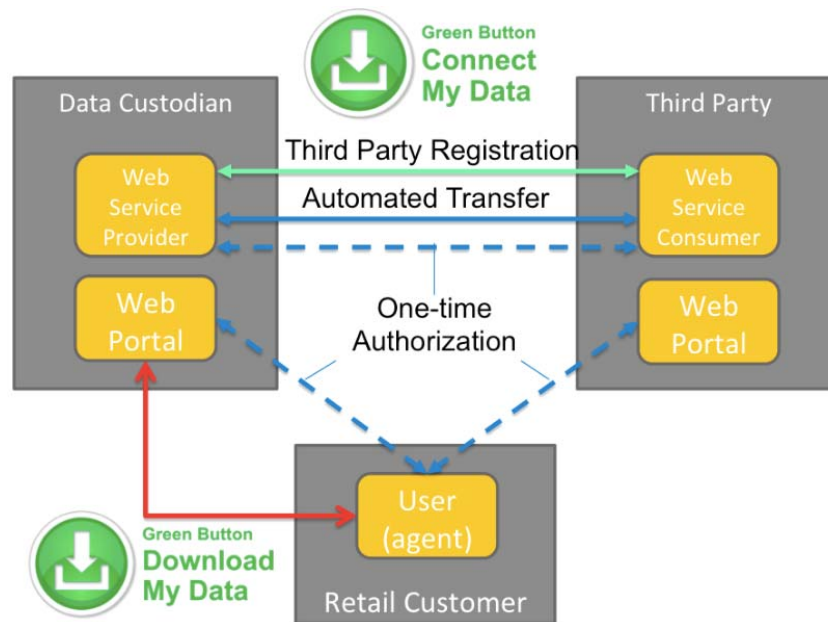 Green Button
Connect
My Data
Data Custodian
Third Party
Third Party Registration
Web
Service
Provider
Automated Transfer
Web
Service
Consumer
Web
Portal
One-time
Authorization
Web
Portal
User
(agent)
Green Button
Download
My Data
Retail Customer